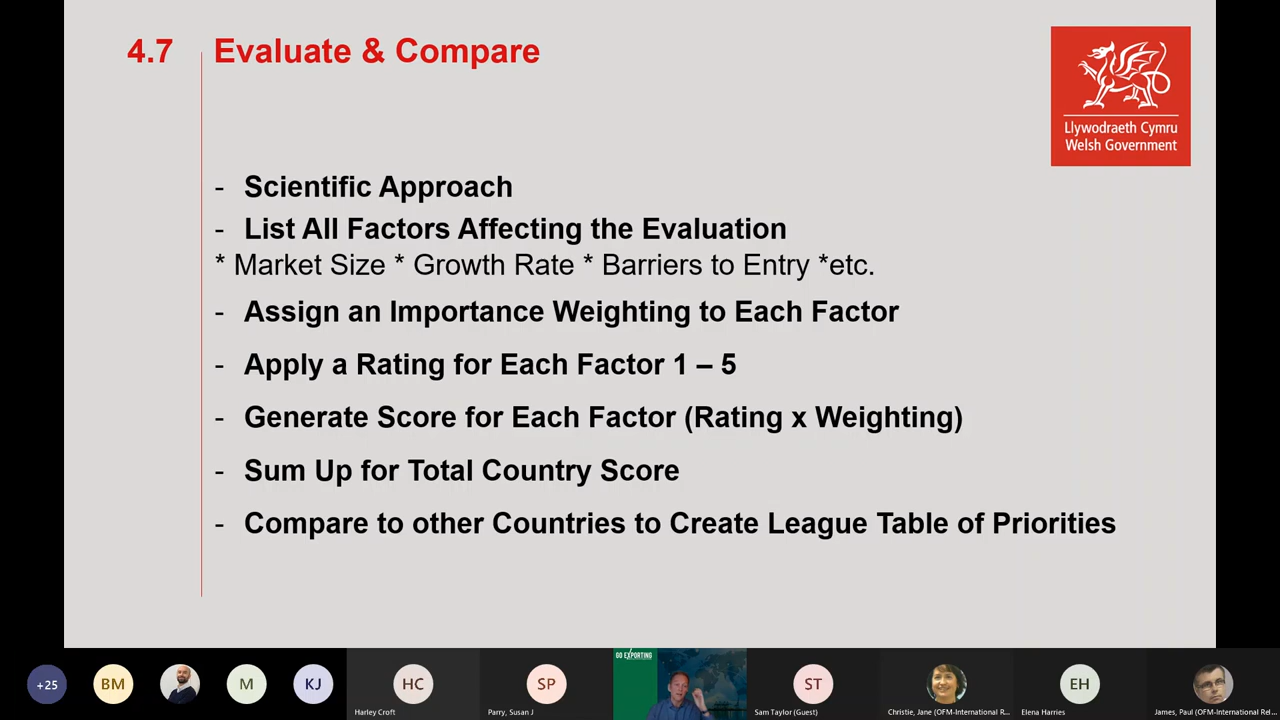 4.7 Evaluate & Compare
Llywodraeth Cymru
Welsh Government
- Scientific Approach
- List All Factors Affecting the Evaluation
* Market Size * Growth Rate * Barriers to Entry *etc.
- Assign an Importance Weighting to Each Factor
- Apply a Rating for Each Factor 1 – 5
- Generate Score for Each Factor (Rating x Weighting)
- Sum Up for Total Country Score
- Compare to other Countries to Create League Table of Priorities
GO EXPORTING
+25
BM
M
KJ
HC
SP
ST
EH
Harley Croft
Parry, Susan J
Sam Taylor (Guest)
Christie, Jane (OFM-International R...
Elena Harries
James, Paul (OFM-International Rel...